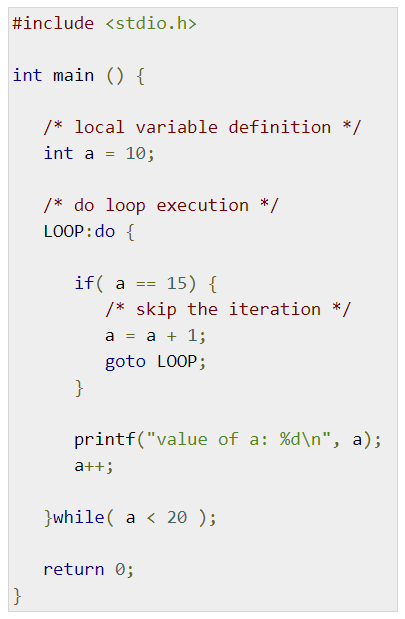 #include <stdio.h>

int main () {

   /* local variable definition */
   int a = 10;

   /* do loop execution */
   LOOP:do {

      if( a == 15) {
         /* skip the iteration */
         a = a + 1;
         goto LOOP;
      }

      printf("value of a: %d\n", a);
      a++;

   }while( a < 20 );

   return 0;
}